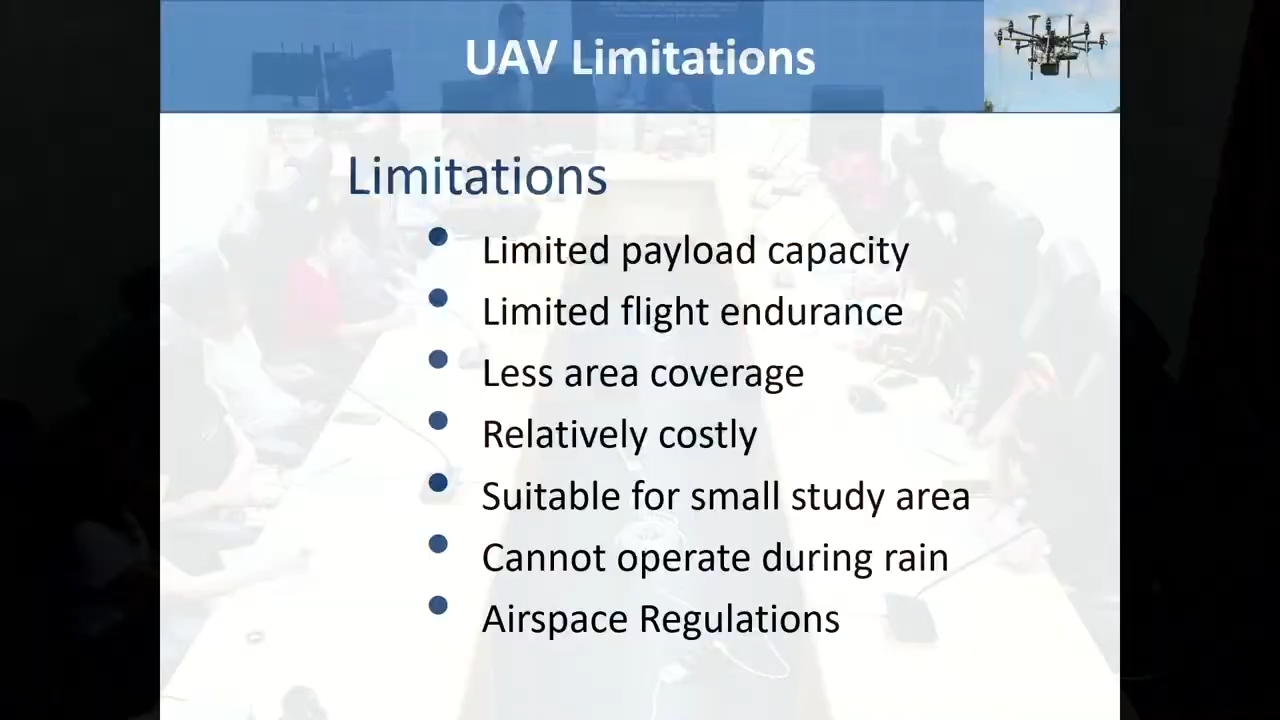 UAV Limitations
Limitations
• Limited payload capacity
• Limited flight endurance
• Less area coverage
• Relatively costly
• Suitable for small study area
• Cannot operate during rain
• Airspace Regulations